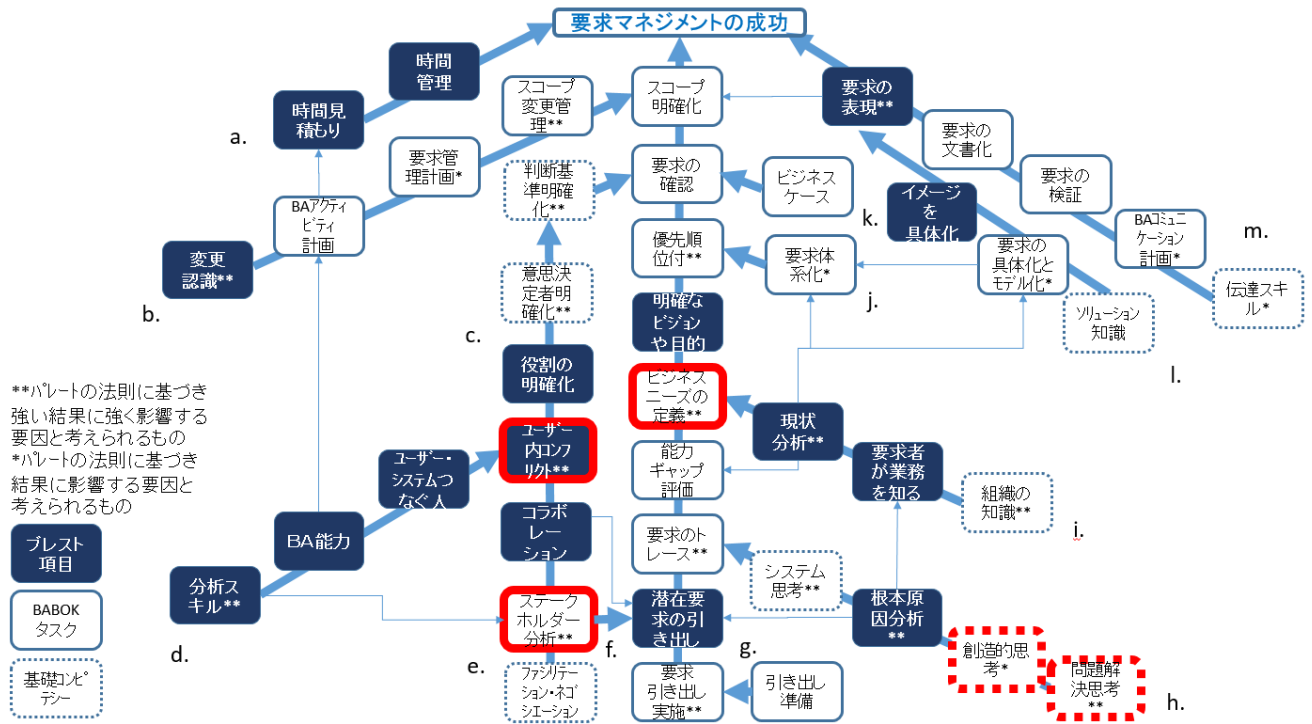 要求マネジメントの成功
時間
管理
時間見
積もり
a.
スコープ
変更管
理**
スコープ
明確化
要求の
表現**
要求の
文書化
要求管
理計画*
判断基
準明確
化**
要求の
確認
ビジネス
ケース
k.
イメージ
を
具体化
要求の
検証
BAコミュニ
ケーション
計画*
m.
BAアクティ
ビティ
計画
変更
認識**
b.
意思決
定者明
確化**
c.
優先順
位付**
要求体
系化*
j.
要求の
具体化と
モデル化*
伝達スキ
ル*
ソリューション
知識
l.
明確な
ビジョン
や目的
役割の
明確化
ビジネス
ニーズの
定義**
**パレートの法則に基づき
強い結果に強く影響する
要因と考えられるもの
*パレートの法則に基づき
結果に影響する要因と
考えられるもの
ユーザー
内コンフ
リクト**
ユーザー・
システムつ
なぐ人
現状
分析**
能力
ギャップ
評価
要求者
が業務
を知る
組織の
知識**
i.
ブレスト
項目
BA能力
コラボ
レー
ション
要求のト
レース**
システム
思考**
BABOK
タスク
分析ス
キル**
d.
ステーク
ホルダー
分析**
e.
f.
潜在要
求の引
き出し
g.
根本原
因分析
**
創造的思
考*
問題解
決思考
**
h.
基礎コンピ
テシー
ファシリテー
ション・ネゴ
シエーション
要求
引き出し
実施**
引き出し
準備